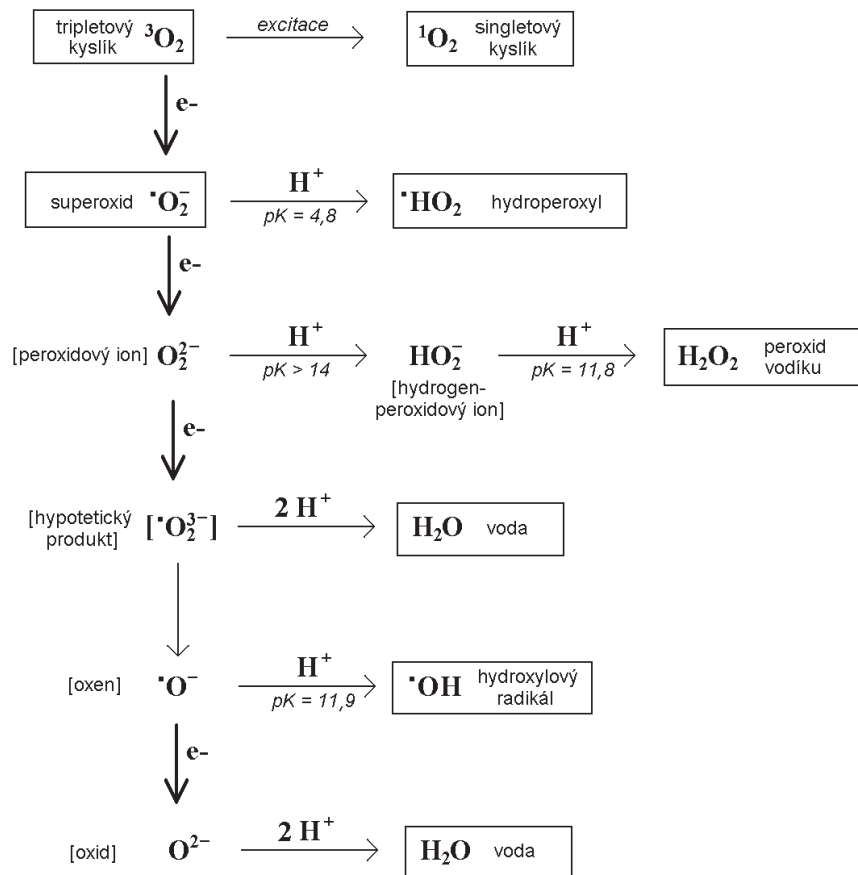 tripletový kyslík ³O₂
excitace
¹O₂ singletový kyslík
e-
superoxid ▪O₂⁻
H⁺
pK = 4,8
▪HO₂ hydroperoxyl
e-
[peroxidový ion] O₂²⁻
H⁺
pK > 14
HO₂⁻
[hydrogen-
peroxidový ion]
H⁺
pK = 11,8
H₂O₂ peroxid vodíku
e-
[hypotetický produkt] [▪O₂³⁻]
2 H⁺
H₂O voda
[oxen] ▪O⁻
H⁺
pK = 11,9
▪OH hydroxylový radikál
e-
[oxid] O²⁻
2 H⁺
H₂O voda